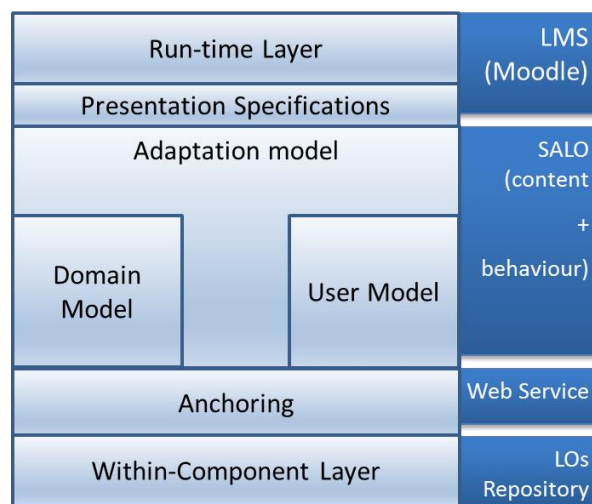 Run-time Layer
LMS
(Moodle)
Presentation Specifications
Adaptation model
SALO
(content
+
behaviour)
Domain
Model
User Model
Anchoring
Web Service
Within-Component Layer
LOs
Repository